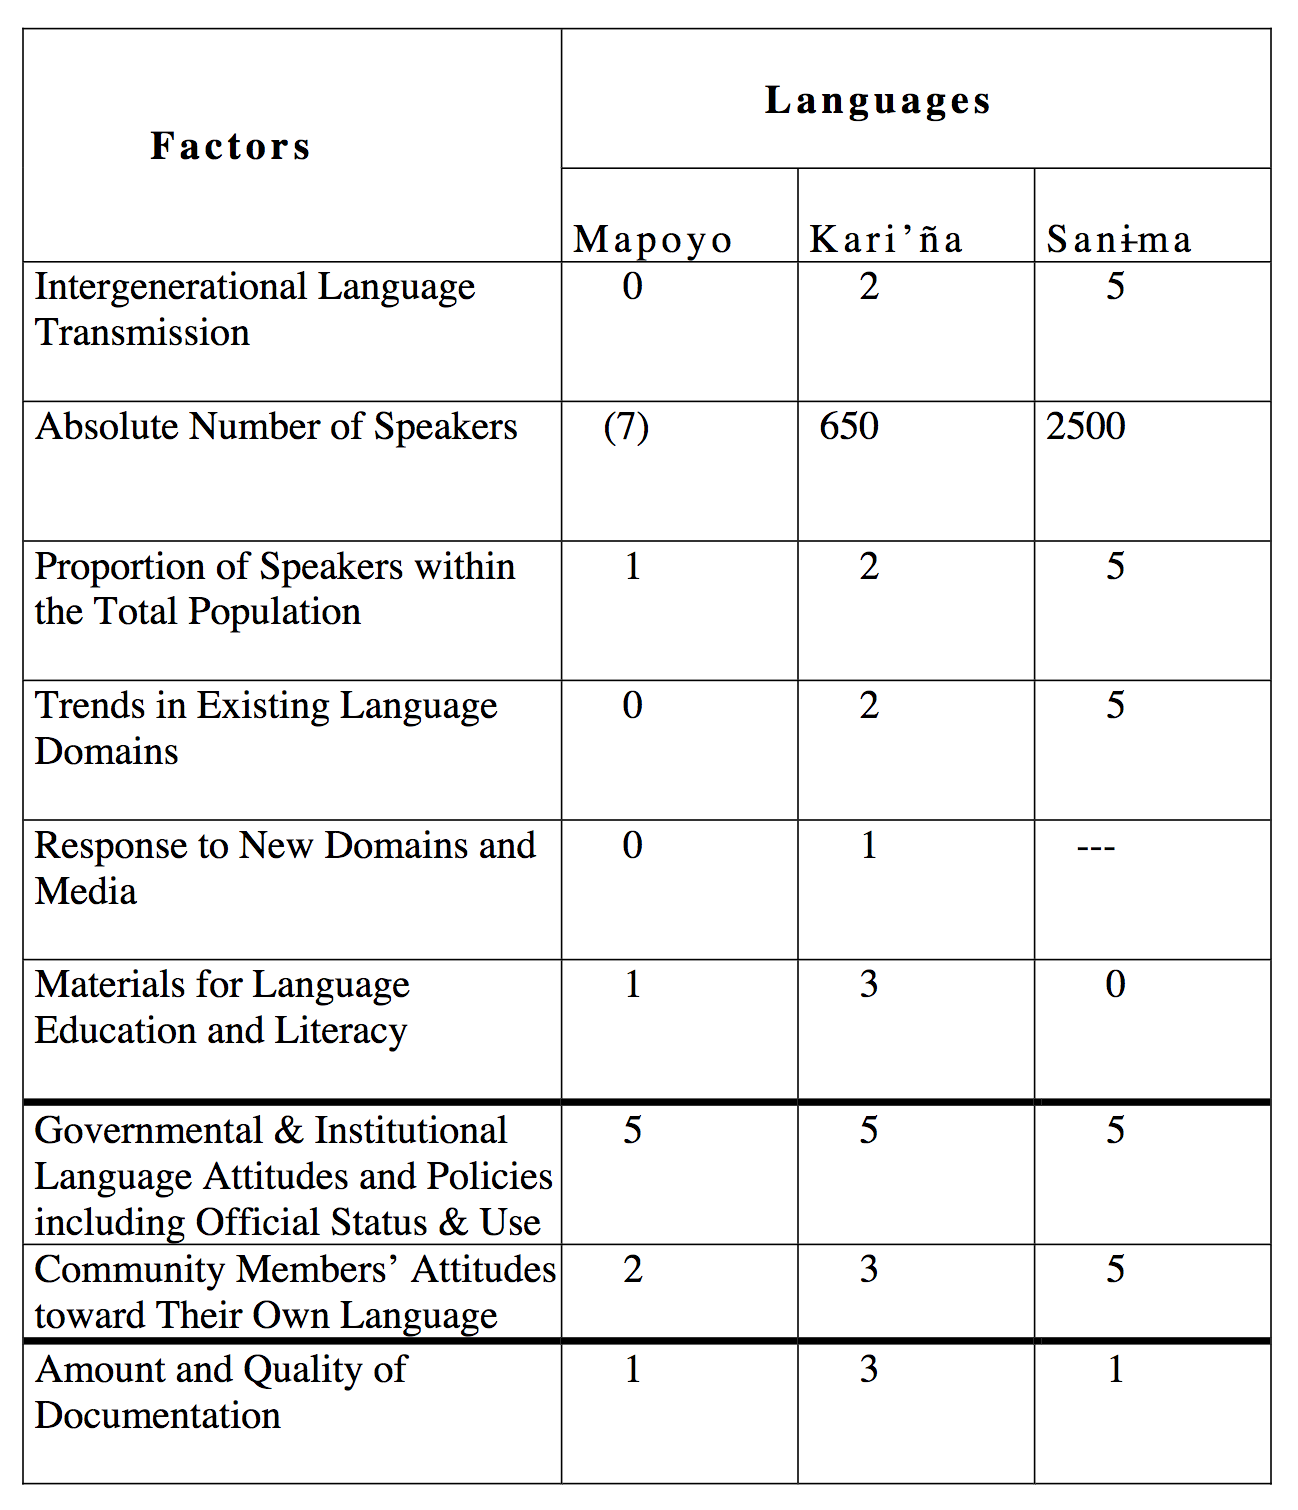 Languages
Factors
Mapoyo Kari’ña Sanɨma
Intergenerational Language 0 2 5
Transmission
Absolute Number of Speakers (7) 650 2500
Proportion of Speakers within 1 2 5
the Total Population
Trends in Existing Language 0 2 5
Domains
Response to New Domains and 0 1 ---
Media
Materials for Language 1 3 0
Education and Literacy
Governmental & Institutional 5 5 5
Language Attitudes and Policies
including Official Status & Use
Community Members’ Attitudes 2 3 5
toward Their Own Language
Amount and Quality of 1 3 1
Documentation